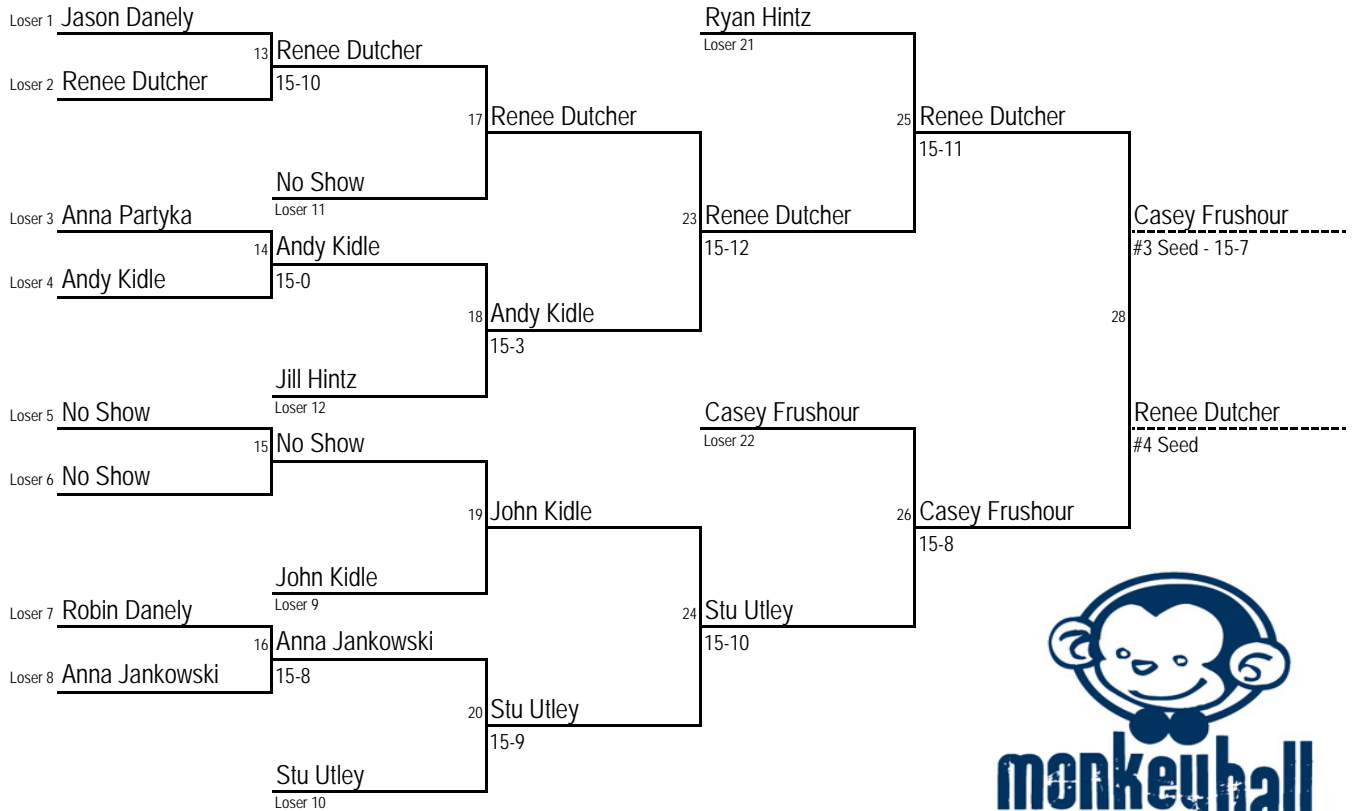 Loser 1 Jason Danely
Ryan Hintz
Loser 21
13 Renee Dutcher
15-10
Loser 2 Renee Dutcher
17 Renee Dutcher
25 Renee Dutcher
15-11
No Show
Loser 11
Loser 3 Anna Partyka
23 Renee Dutcher
15-12
Casey Frushour
#3 Seed - 15-7
14 Andy Kidle
15-0
Loser 4 Andy Kidle
18 Andy Kidle
15-3
28
Jill Hintz
Loser 12
Loser 5 No Show
Casey Frushour
Loser 22
Renee Dutcher
#4 Seed
15 No Show
Loser 6 No Show
19 John Kidle
26 Casey Frushour
15-8
John Kidle
Loser 9
Loser 7 Robin Danely
24 Stu Utley
15-10
16 Anna Jankowski
15-8
Loser 8 Anna Jankowski
20 Stu Utley
15-9
Stu Utley
Loser 10
monkeyball